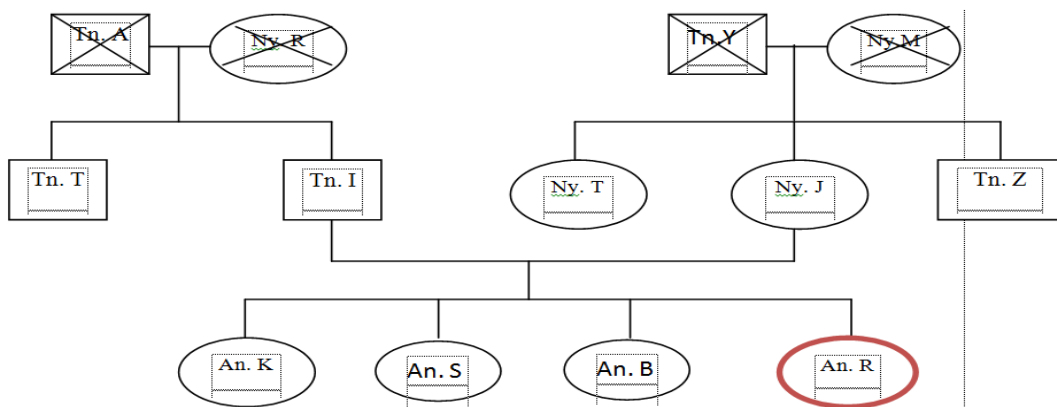 Tn. A
Ny. R
Tn.Y
Ny.M
Tn. T
Tn. I
Ny. T
Ny. J
Tn. Z
An. K
An. S
An. B
An. R